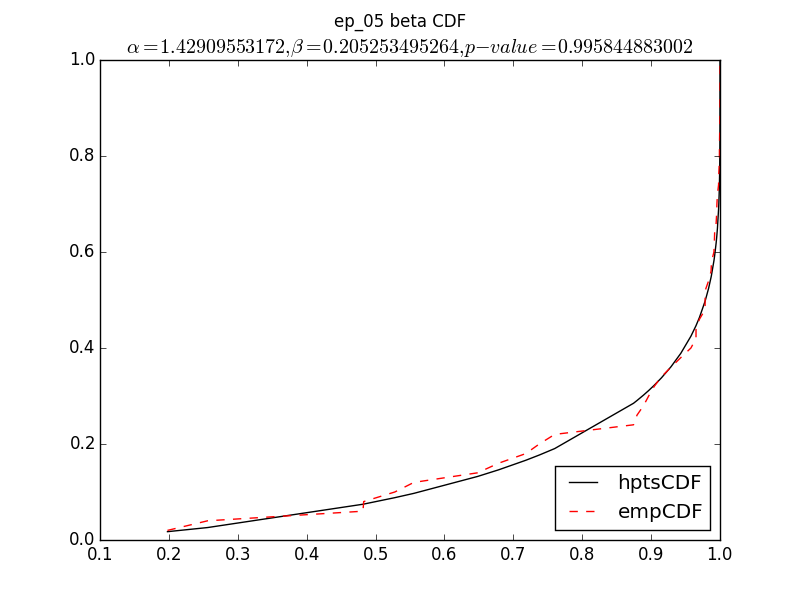 ep_05 beta CDF
α=1.42909553172,β=0.205253495264,p−value=0.995844883002
1.0
0.8
0.6
0.4
0.2
0.0
0.1 0.2 0.3 0.4 0.5 0.6 0.7 0.8 0.9 1.0
hptsCDF
empCDF